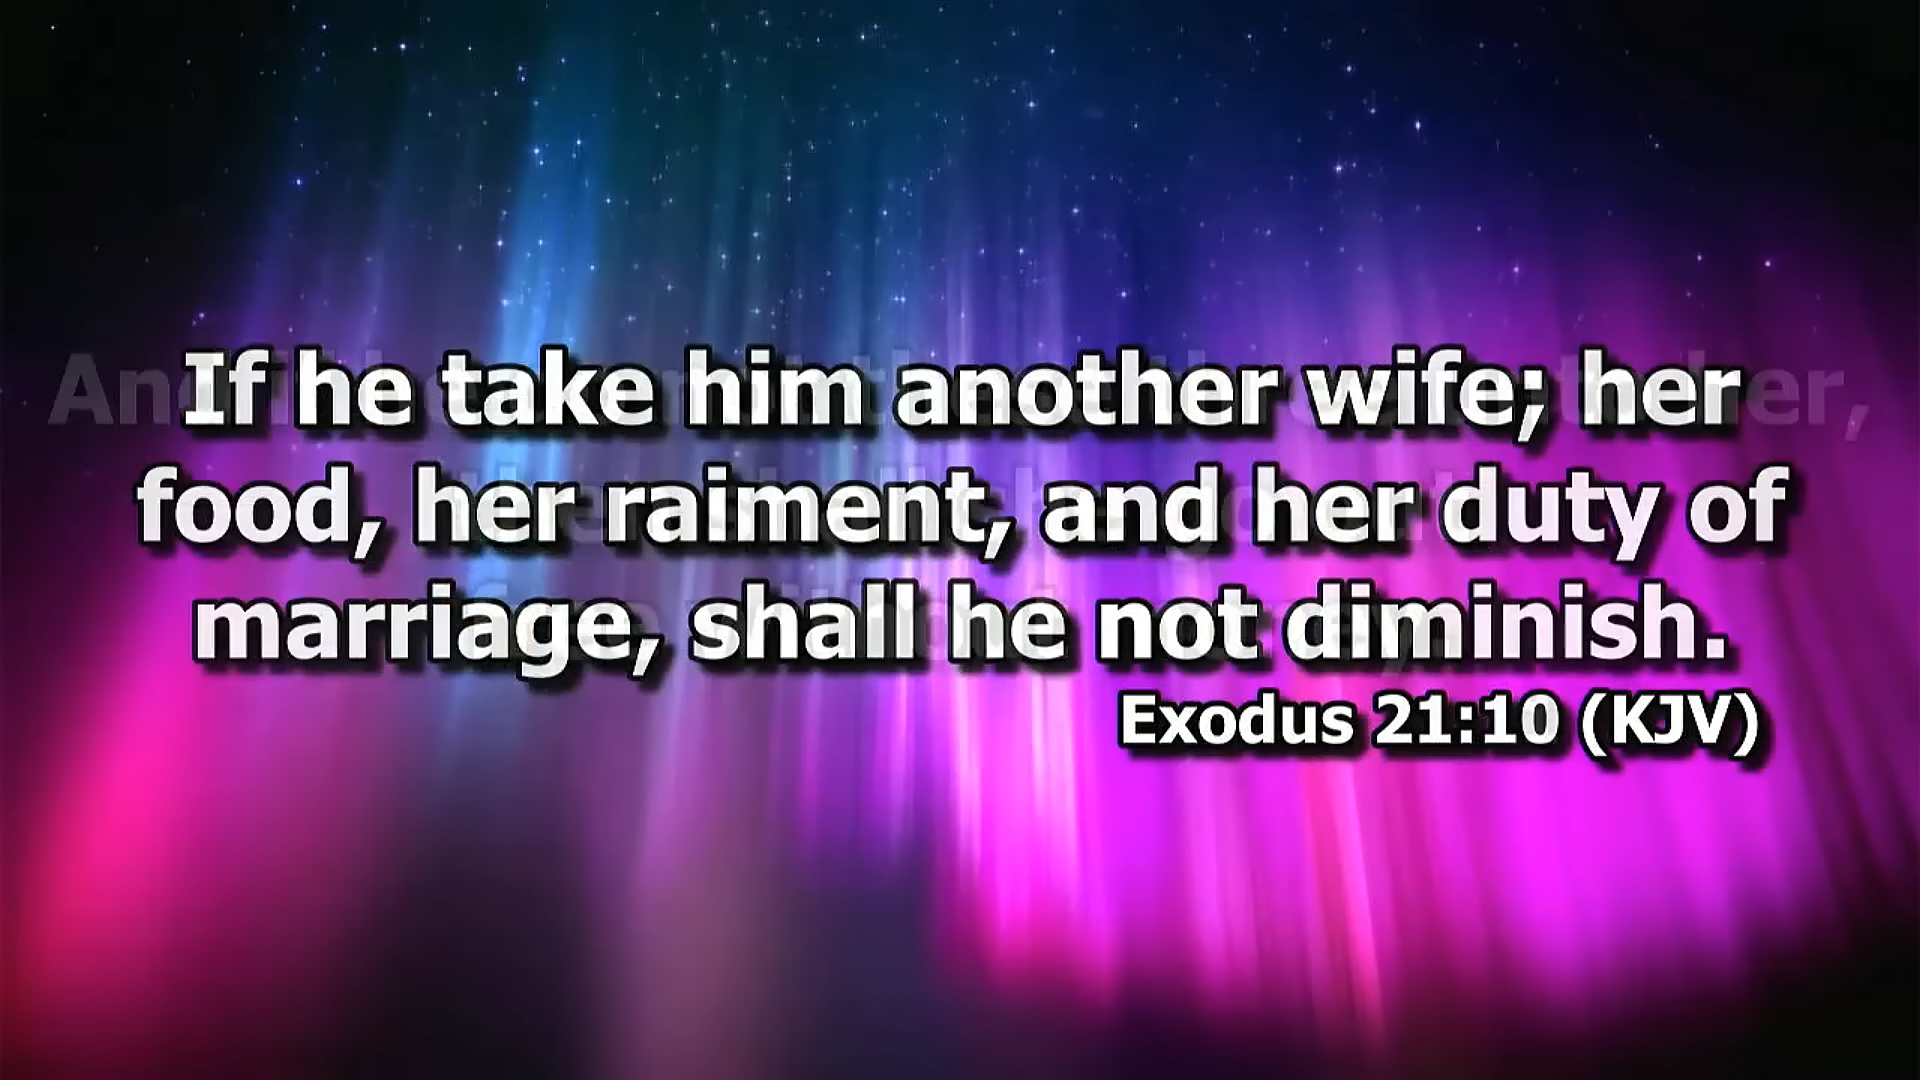 If he take him another wife; her
food, her raiment, and her duty of
marriage, shall he not diminish.
Exodus 21:10 (KJV)